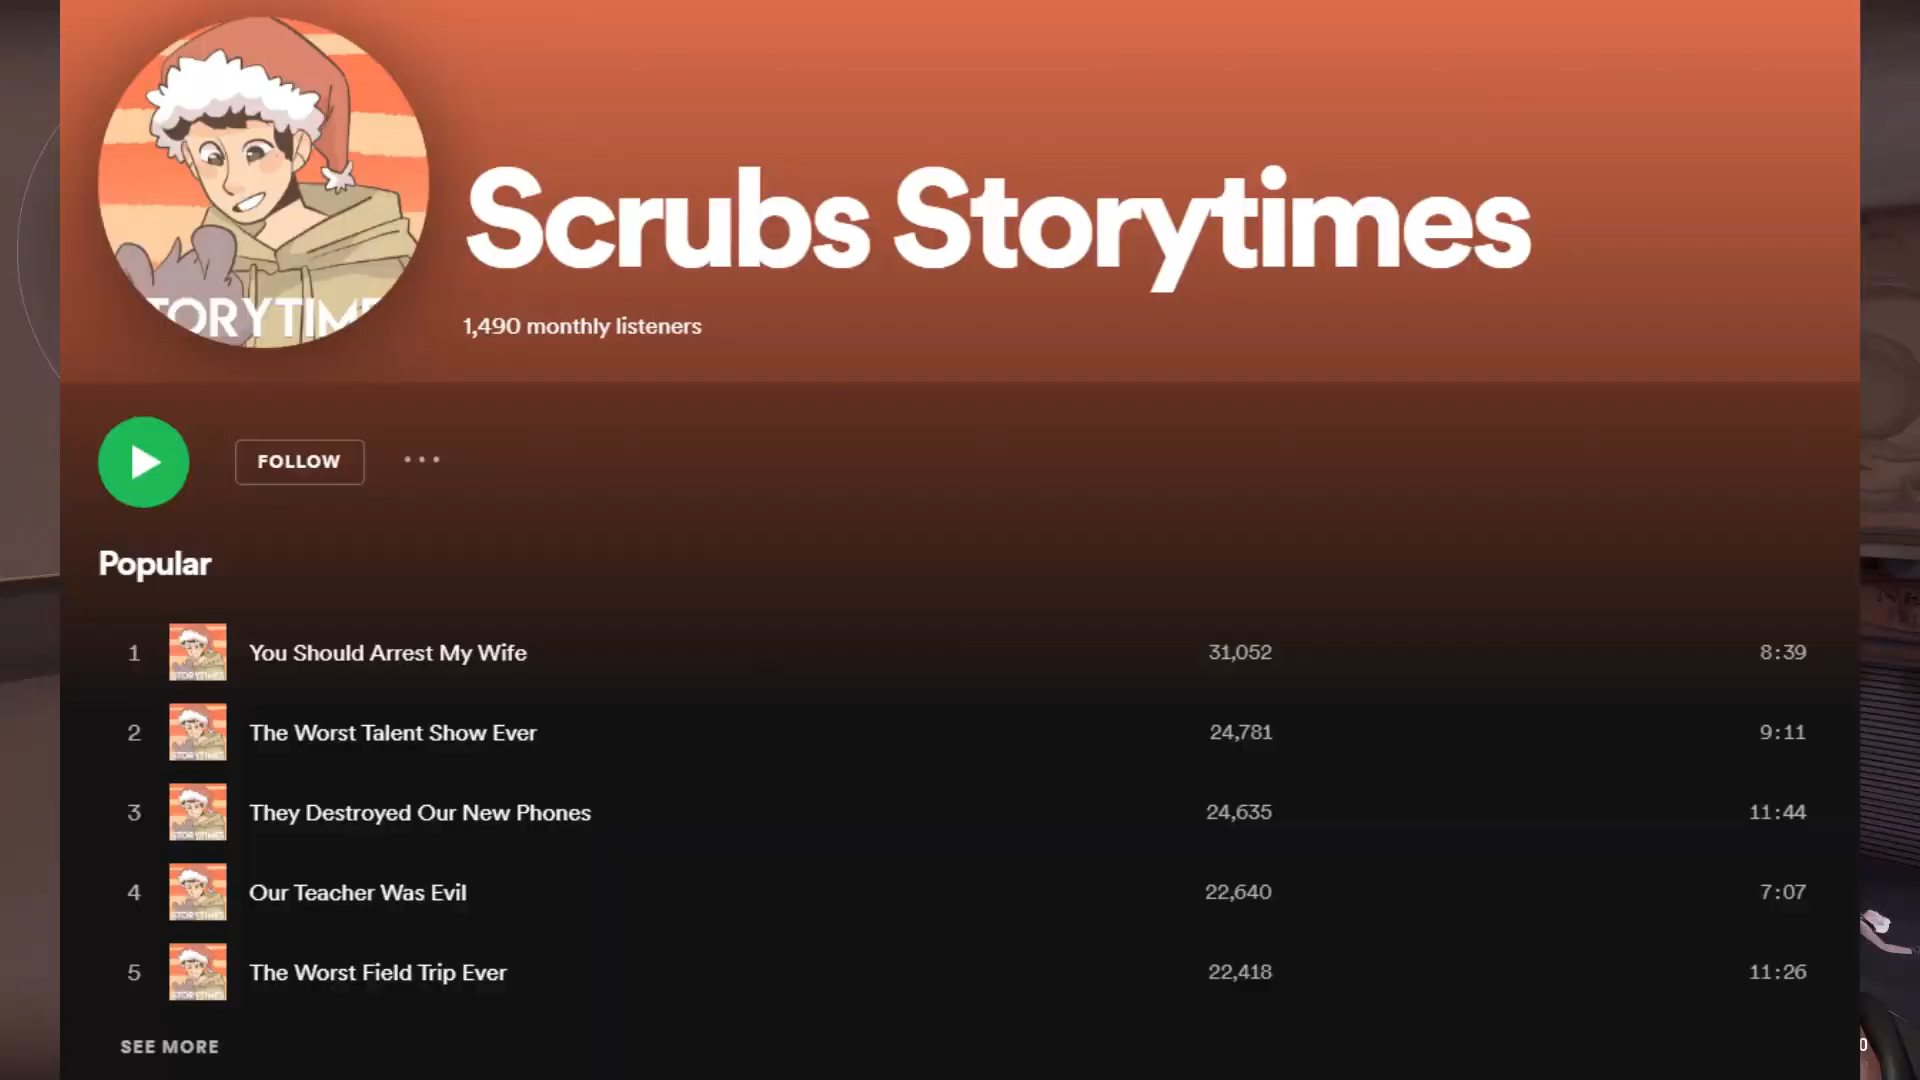 STORYTIME
Scrubs Storytimes
1,490 monthly listeners
FOLLOW
Popular
1 You Should Arrest My Wife 31,052 8:39
2 The Worst Talent Show Ever 24,781 9:11
3 They Destroyed Our New Phones 24,635 11:44
4 Our Teacher Was Evil 22,640 7:07
5 The Worst Field Trip Ever 22,418 11:26
SEE MORE
0